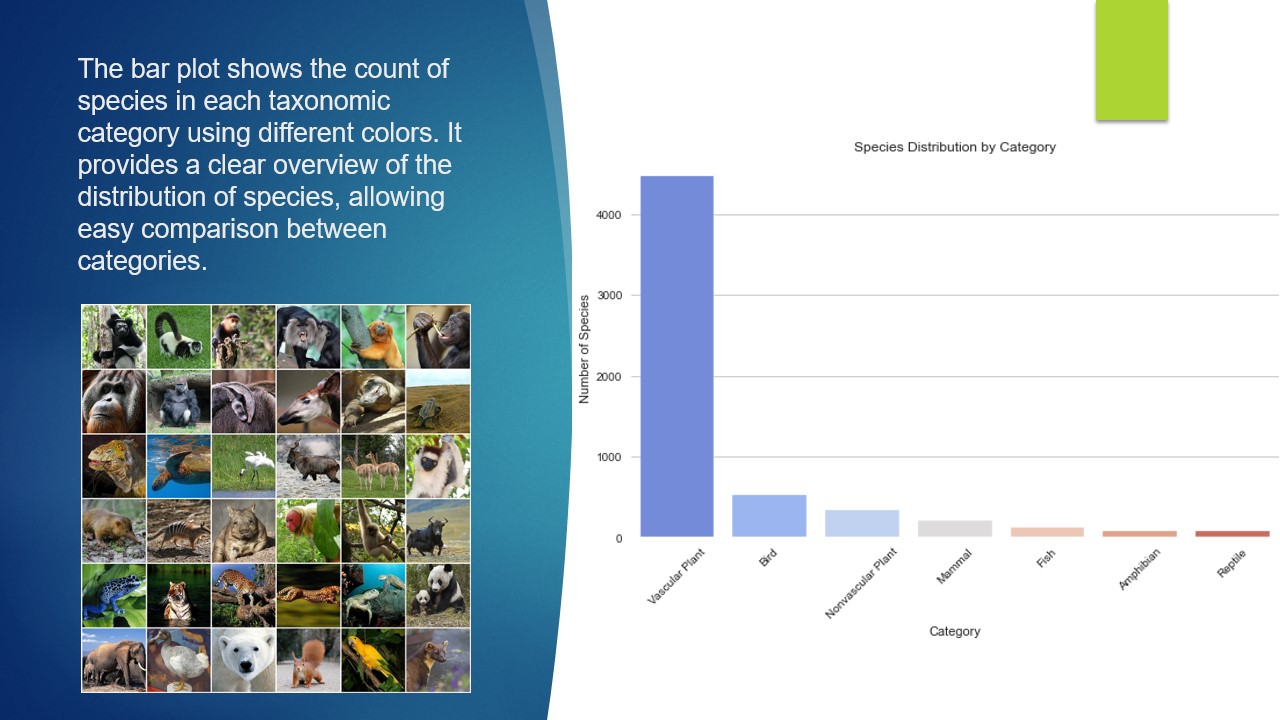 The bar plot shows the count of
species in each taxonomic
category using different colors. It
provides a clear overview of the
distribution of species, allowing
easy comparison between
categories.
Species Distribution by Category
Number of Species
4000
3000
2000
1000
0
Vascular Plant
Bird
Nonvascular Plant
Mammal
Fish
Amphibian
Reptile
Category